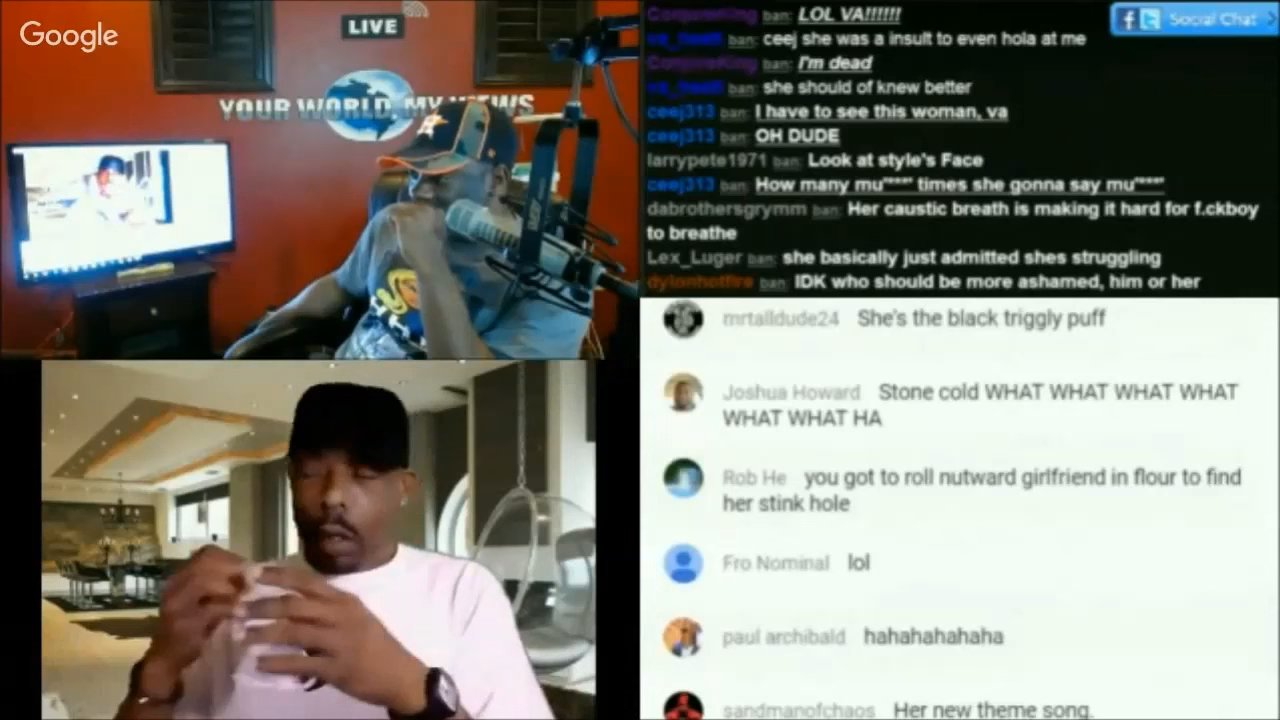 Google
LIVE
YOUR WORLD MY VIEWS
Social Chat
ban: LOL VA!!!!!!
ban: ceej she was a insult to even hola at me
ban: I'm dead
ban: she should of knew better
ceej313 ban: I have to see this woman, va
ceej313 ban: OH DUDE
larrypete1971 ban: Look at style's Face
ceej313 ban: How many mu***** times she gonna say mu*****
dabrothersgrymm ban: Her caustic breath is making it hard for f.ckboy
to breathe
Lex_Luger ban: she basically just admitted shes struggling
dylonhotfire ban: IDK who should be more ashamed, him or her
mrtalldude24 She's the black triggly puff
Joshua Howard Stone cold WHAT WHAT WHAT WHAT
WHAT WHAT HA
Rob He you got to roll nutward girlfriend in flour to find
her stink hole
Fro Nominal lol
paul archibald hahahahahaha
sandmanofchaos Her new theme song